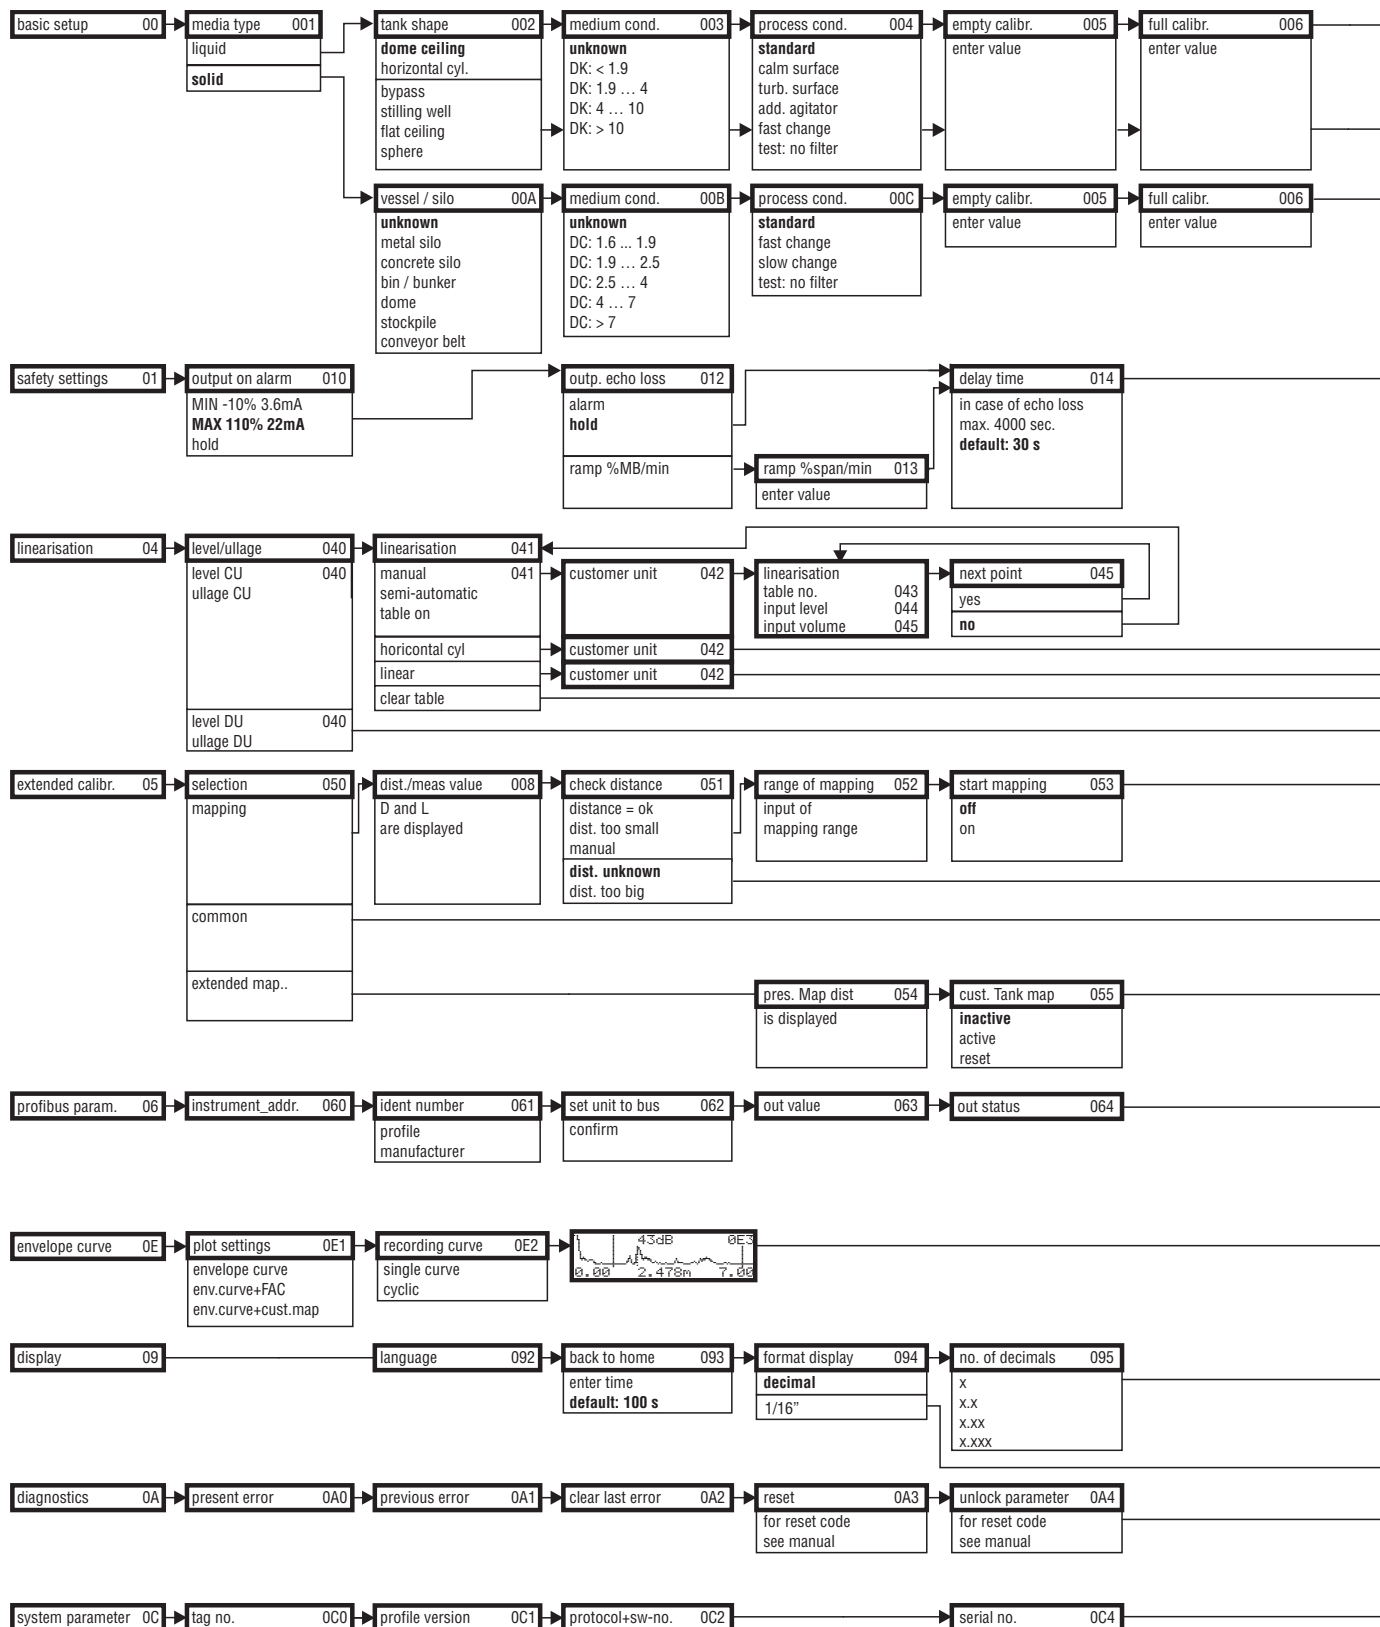 basic setup 00
media type 001
liquid
solid
tank shape 002
dome ceiling
horizontal cyl.
bypass
stilling well
flat ceiling
sphere
medium cond. 003
unknown
DK: < 1.9
DK: 1.9 … 4
DK: 4 … 10
DK: > 10
process cond. 004
standard
calm surface
turb. surface
add. agitator
fast change
test: no filter
empty calibr. 005
enter value
full calibr. 006
enter value
vessel / silo 00A
unknown
metal silo
concrete silo
bin / bunker
dome
stockpile
conveyor belt
medium cond. 00B
unknown
DC: 1.6 ... 1.9
DC: 1.9 … 2.5
DC: 2.5 … 4
DC: 4 … 7
DC: > 7
process cond. 00C
standard
fast change
slow change
test: no filter
empty calibr. 005
enter value
full calibr. 006
enter value
safety settings 01
output on alarm 010
MIN -10% 3.6mA
MAX 110% 22mA
hold
outp. echo loss 012
alarm
hold
ramp %MB/min
ramp %span/min 013
enter value
delay time 014
in case of echo loss
max. 4000 sec.
default: 30 s
linearisation 04
level/ullage 040
level CU 040
ullage CU
level DU 040
ullage DU
linearisation 041
manual 041
semi-automatic
table on
horicontal cyl
linear
clear table
customer unit 042
customer unit 042
customer unit 042
linearisation
table no. 043
input level 044
input volume 045
next point 045
yes
no
extended calibr. 05
selection 050
mapping
common
extended map..
dist./meas value 008
D and L
are displayed
check distance 051
distance = ok
dist. too small
manual
dist. unknown
dist. too big
range of mapping 052
input of
mapping range
start mapping 053
off
on
pres. Map dist 054
is displayed
cust. Tank map 055
inactive
active
reset
profibus param. 06
instrument_addr. 060
ident number 061
profile
manufacturer
set unit to bus 062
confirm
out value 063
out status 064
envelope curve 0E
plot settings 0E1
envelope curve
env.curve+FAC
env.curve+cust.map
recording curve 0E2
single curve
cyclic
43dB 0E3
0.00 2.478m 7.00
display 09
language 092
back to home 093
enter time
default: 100 s
format display 094
decimal
1/16”
no. of decimals 095
x
x.x
x.xx
x.xxx
diagnostics 0A
present error 0A0
previous error 0A1
clear last error 0A2
reset 0A3
for reset code
see manual
unlock parameter 0A4
for reset code
see manual
system parameter 0C
tag no. 0C0
profile version 0C1
protocol+sw-no. 0C2
serial no. 0C4